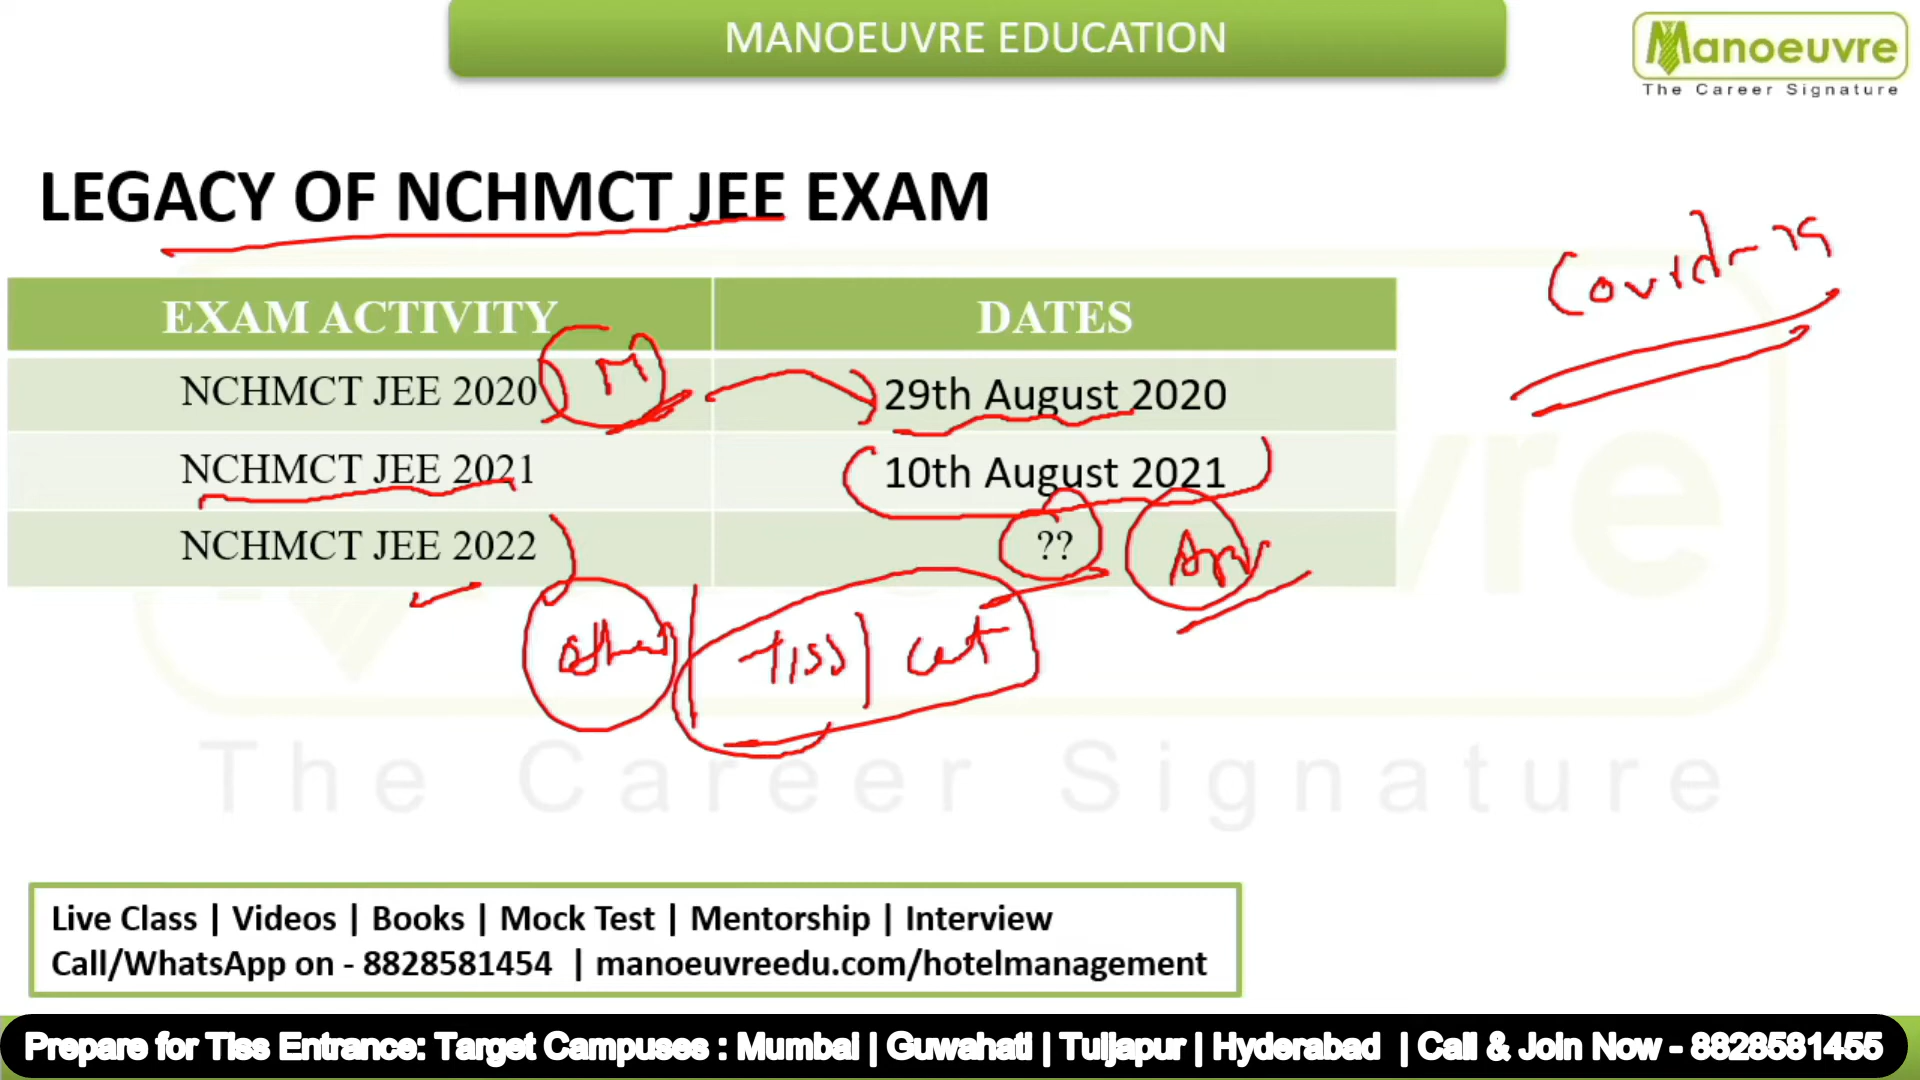 MANOEUVRE EDUCATION
Manoeuvre
The Career Signature
LEGACY OF NCHMCT JEE EXAM
Covid-19
EXAM ACTIVITY DATES
NCHMCT JEE 2020 M 29th August 2020
NCHMCT JEE 2021 10th August 2021
NCHMCT JEE 2022 ??
other | Tiss | cet
The Career Signature
Live Class | Videos | Books | Mock Test | Mentorship | Interview
Call/WhatsApp on - 8828581454 | manoeuvreedu.com/hotelmanagement
Prepare for Tiss Entrance: Target Campuses : Mumbai | Guwahati | Tuljapur | Hyderabad | Call & Join Now - 8828581455